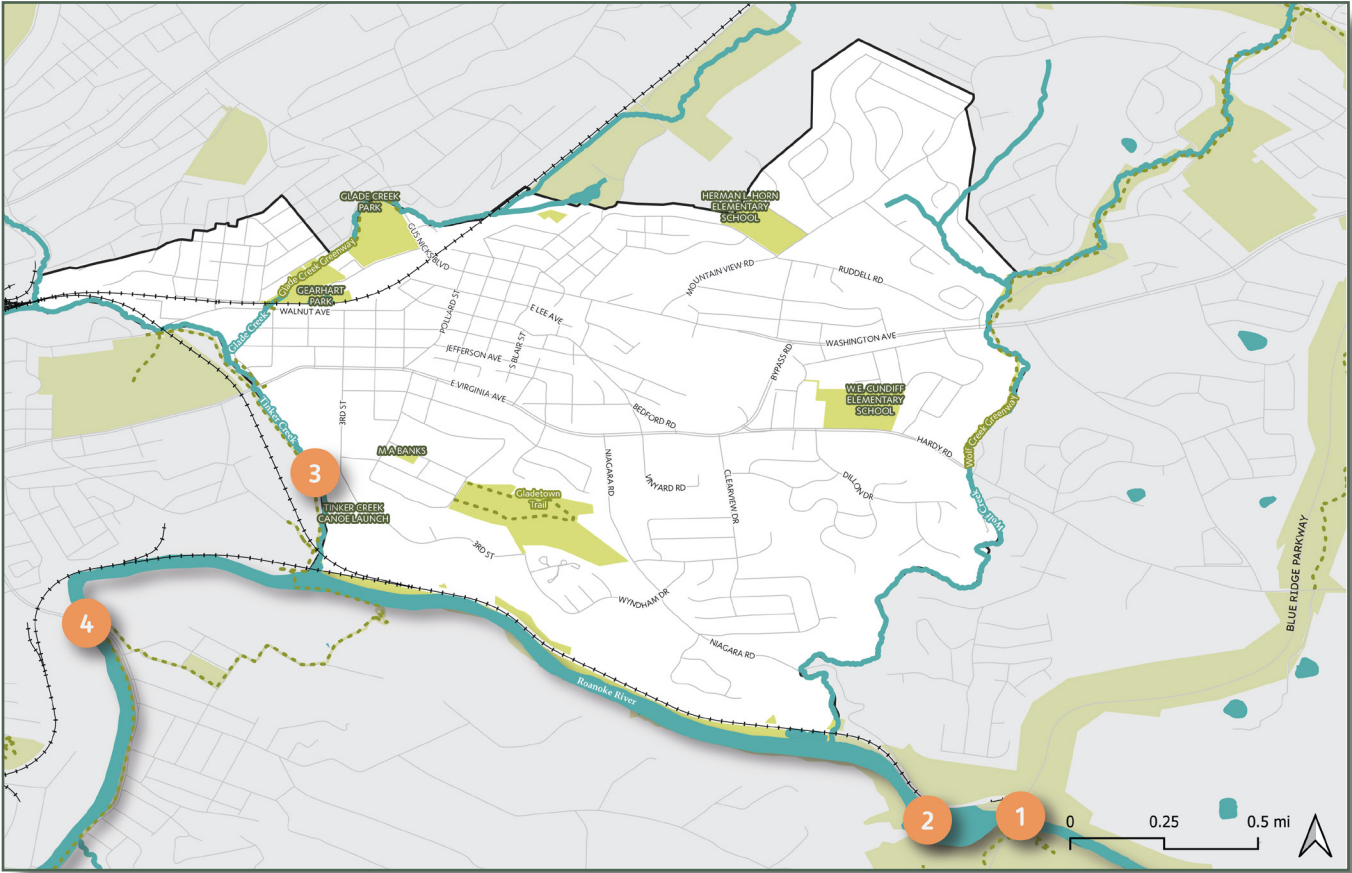 GLADE CREEK
PARK
HERMAN L. HORN
ELEMENTARY
SCHOOL
GUS NICKS BLVD
Glade Creek Greenway
MOUNTAIN VIEW RD
RUDDELL RD
GEARHART
PARK
WALNUT AVE
POLLARD ST
E LEE AVE
Glade Creek
S BLAIR ST
WASHINGTON AVE
JEFFERSON AVE
BYPASS RD
E VIRGINIA AVE
W.E. CUNDIFF
ELEMENTARY
SCHOOL
Tinker Creek
3RD ST
BEDFORD RD
Wolf Creek Greenway
HARDY RD
M A BANKS
3
NIAGARA RD
VINYARD RD
CLEARVIEW DR
DILLON DR
Gladetown
Trail
Wolf Creek
TINKER CREEK
CANOE LAUNCH
3RD ST
BLUE RIDGE PARKWAY
WYNDHAM DR
4
NIAGARA RD
Roanoke River
2
1
0 0.25 0.5 mi